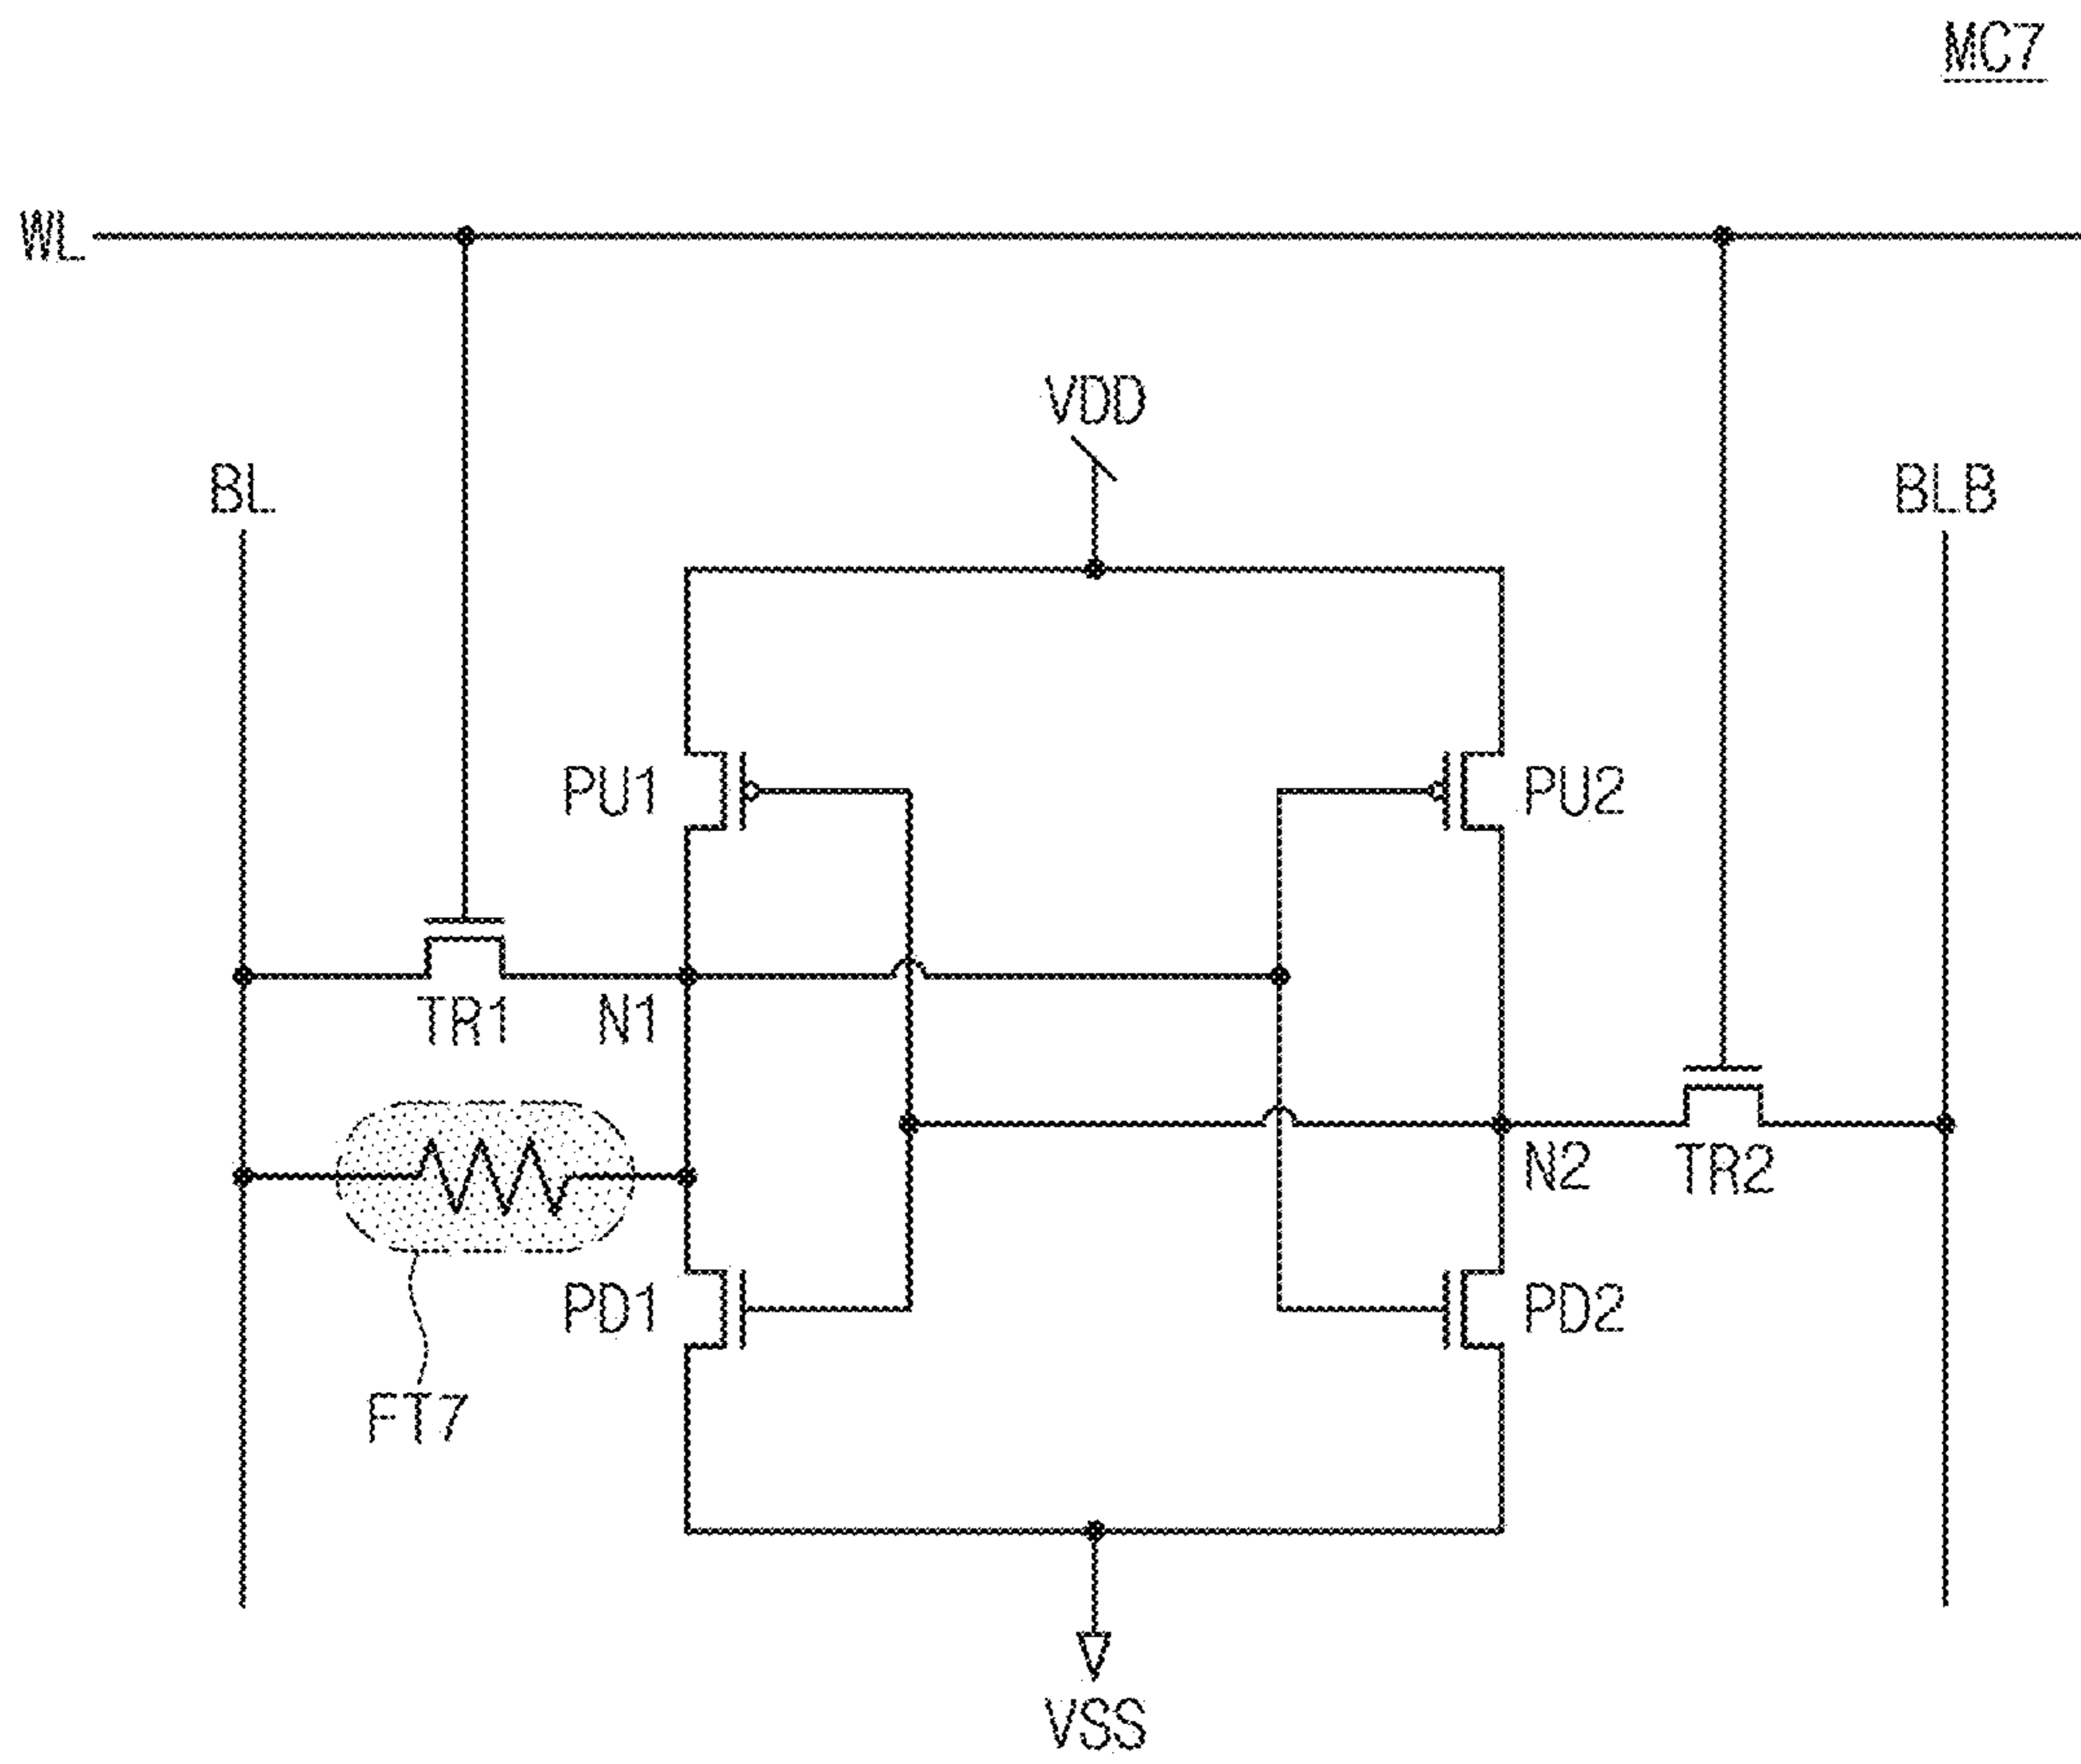 MC7
WL
VDD
BL
BLB
PU1
PU2
TR1
N1
N2
TR2
PD1
PD2
FT7
VSS